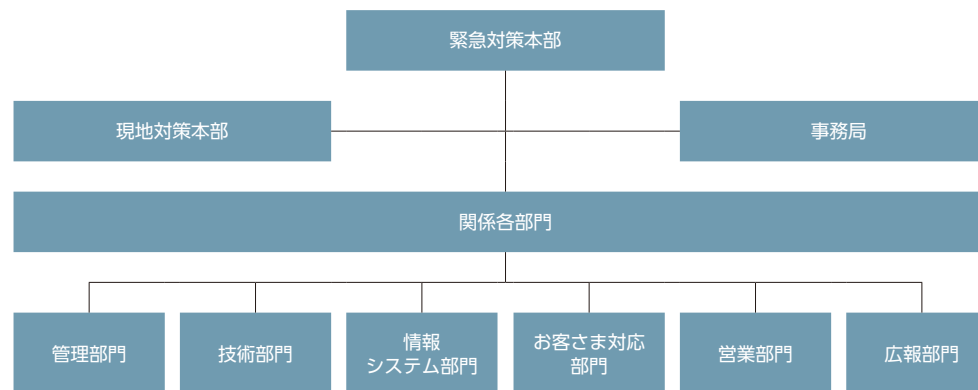 緊急対策本部
現地対策本部
事務局
関係各部門
管理部門
技術部門
情報
システム部門
お客さま対応
部門
営業部門
広報部門